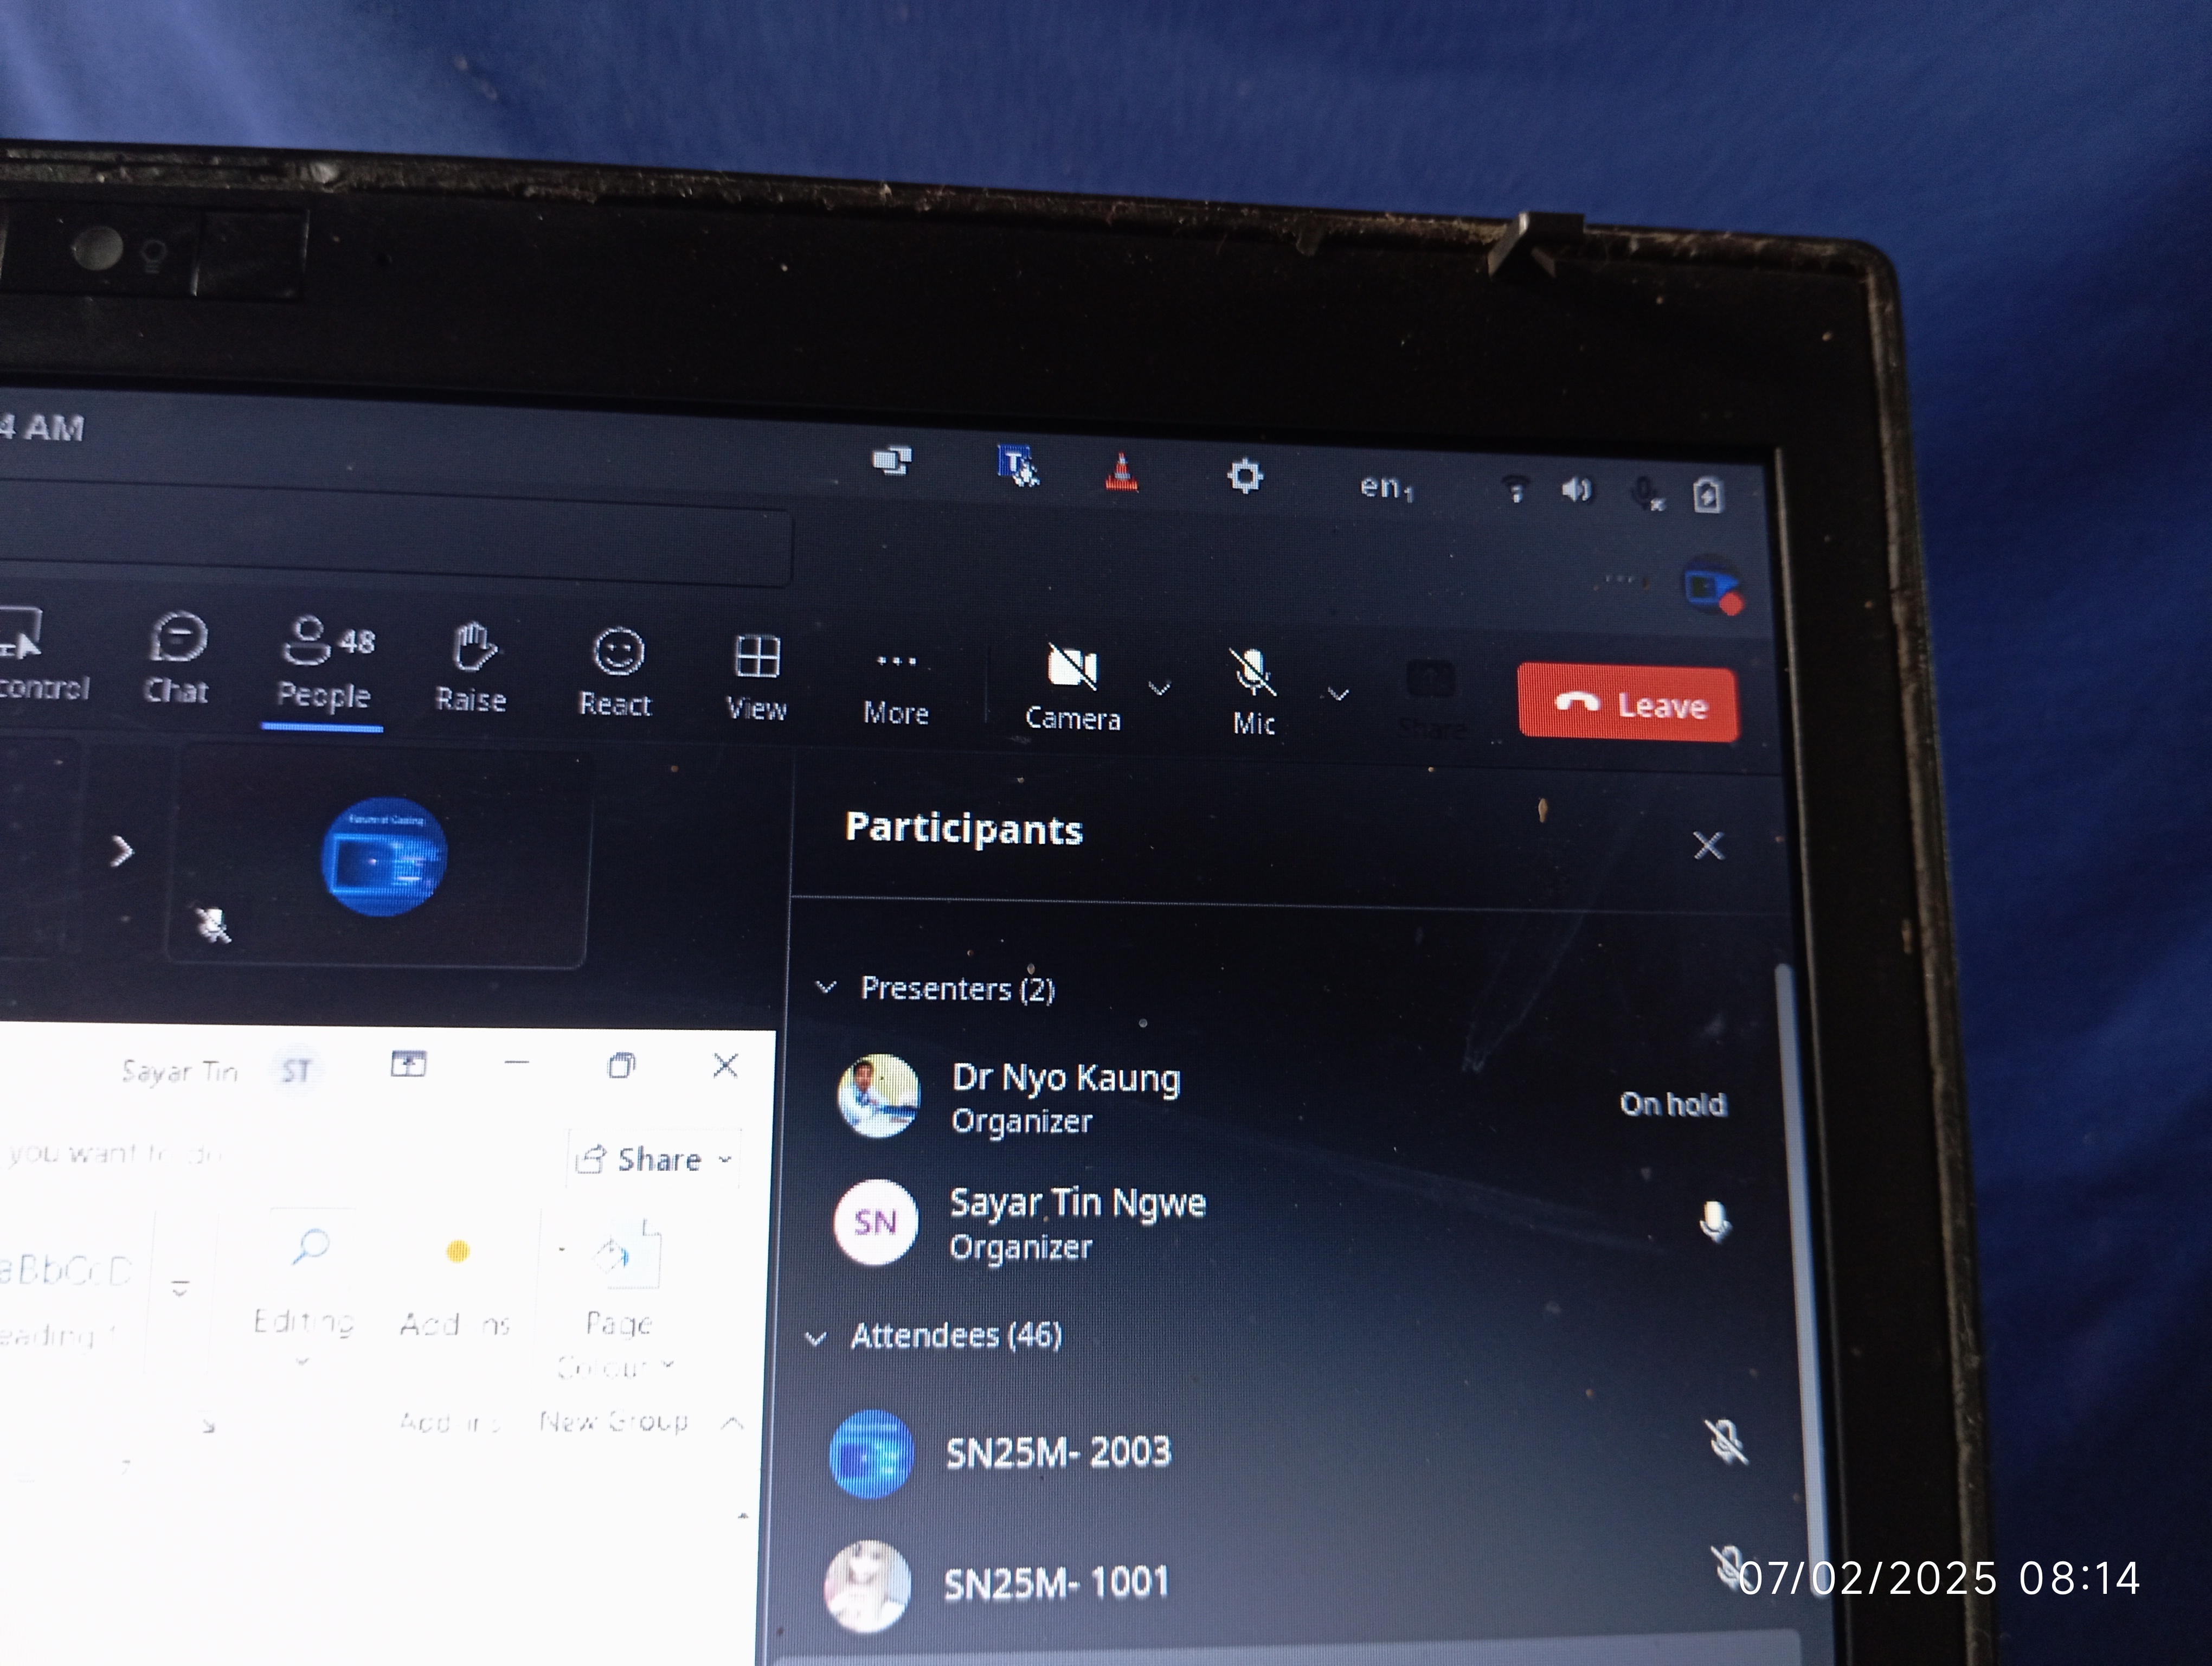 4 AM
en₁
control
Chat
48
People
Raise
React
View
More
Camera
Mic
Share
Leave
Participants
Presenters (2)
Dr Nyo Kaung
Organizer
On hold
SN
Sayar Tin Ngwe
Organizer
Attendees (46)
SN25M- 2003
SN25M- 1001
Sayar Tin
ST
you want to do
Share
aBbCcD
eading 1
Editing
Add ins
Page
Colour
Add ins
New Group
07/02/2025 08:14